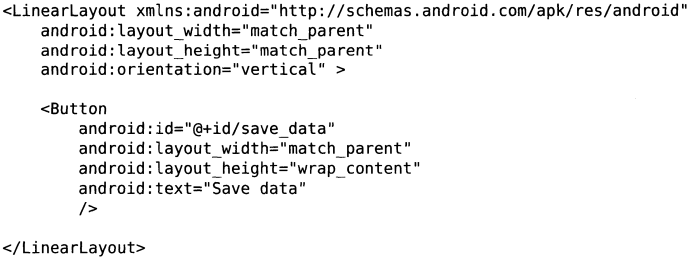 <LinearLayout xmlns:android="http://schemas.android.com/apk/res/android"
    android:layout_width="match_parent"
    android:layout_height="match_parent"
    android:orientation="vertical" >

    <Button
        android:id="@+id/save_data"
        android:layout_width="match_parent"
        android:layout_height="wrap_content"
        android:text="Save data"
        />

</LinearLayout>